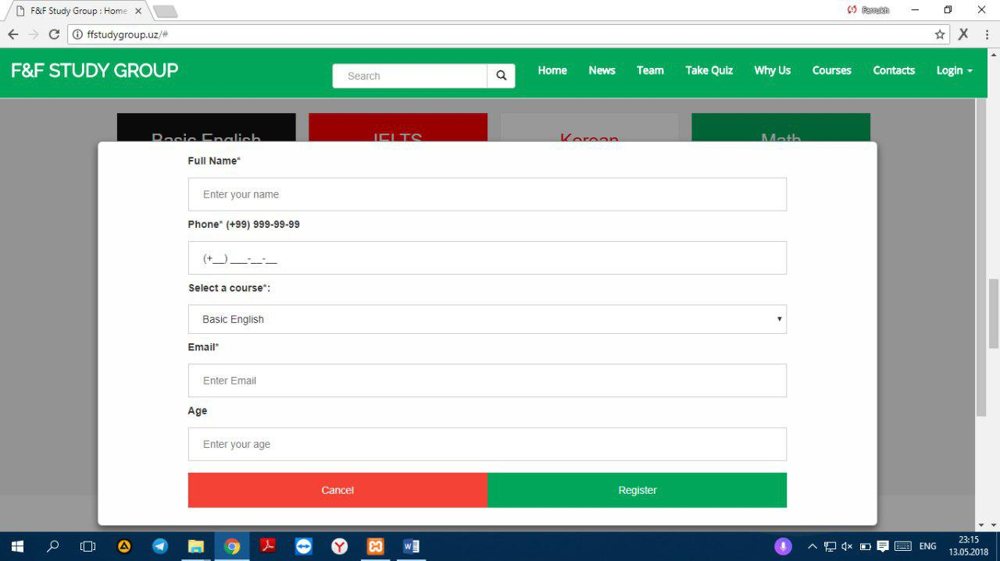 F&F Study Group : Home
Farrukh
ffstudygroup.uz/#
F&F STUDY GROUP
Search
Home
News
Team
Take Quiz
Why Us
Courses
Contacts
Login
Basic English
IELTS
Korean
Math
Full Name*
Enter your name
Phone* (+99) 999-99-99
(+__) ___-__-__
Select a course*:
Basic English
Email*
Enter Email
Age
Enter your age
Cancel
Register
ENG
23:15
13.05.2018